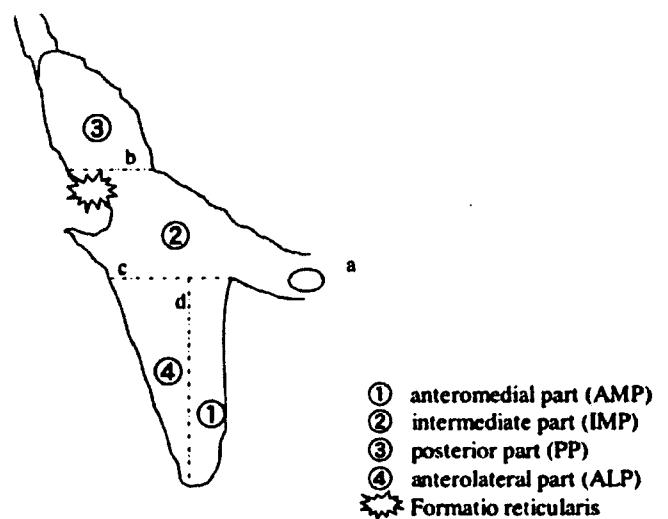 ③
b
②
a
c
d
④
①
① anteromedial part (AMP)
② intermediate part (IMP)
③ posterior part (PP)
④ anterolateral part (ALP)
Formatio reticularis